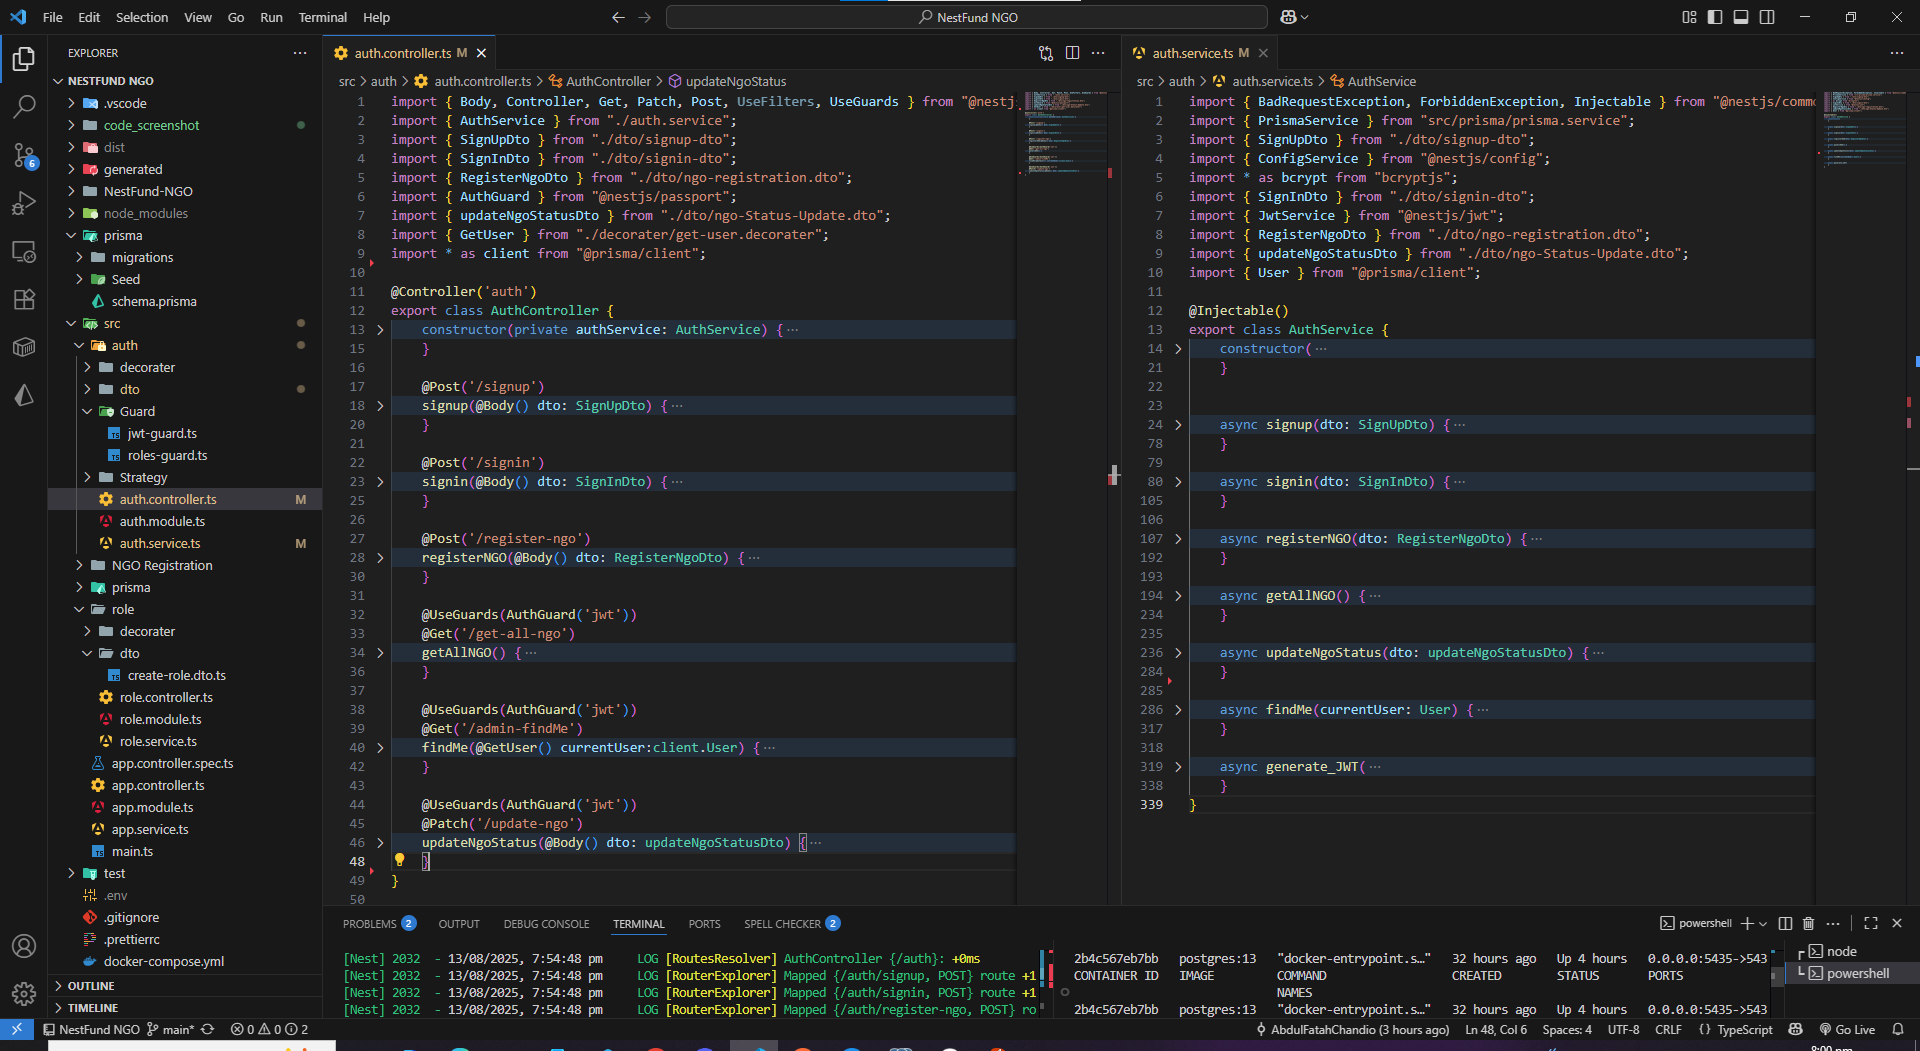 File Edit Selection View Go Run Terminal Help
NestFund NGO
EXPLORER
NESTFUND NGO
.vscode
code_screenshot
dist
generated
NestFund-NGO
node_modules
prisma
migrations
Seed
schema.prisma
src
auth
decorater
dto
Guard
jwt-guard.ts
roles-guard.ts
Strategy
auth.controller.ts M
auth.module.ts
auth.service.ts M
NGO Registration
prisma
role
decorater
dto
create-role.dto.ts
role.controller.ts
role.module.ts
role.service.ts
app.controller.spec.ts
app.controller.ts
app.module.ts
app.service.ts
main.ts
test
.env
.gitignore
.prettierrc
docker-compose.yml
OUTLINE
TIMELINE
6
auth.controller.ts M
src > auth > auth.controller.ts > AuthController > updateNgoStatus
1 import { Body, Controller, Get, Patch, Post, UseFilters, UseGuards } from "@nestj
2 import { AuthService } from "./auth.service";
3 import { SignUpDto } from "./dto/signup-dto";
4 import { SignInDto } from "./dto/signin-dto";
5 import { RegisterNgoDto } from "./dto/ngo-registration.dto";
6 import { AuthGuard } from "@nestjs/passport";
7 import { updateNgoStatusDto } from "./dto/ngo-Status-Update.dto";
8 import { GetUser } from "./decorater/get-user.decorater";
9 import * as client from "@prisma/client";
10
11 @Controller('auth')
12 export class AuthController {
13 constructor(private authService: AuthService) {···
15 }
16
17 @Post('/signup')
18 signup(@Body() dto: SignUpDto) {···
20 }
21
22 @Post('/signin')
23 signin(@Body() dto: SignInDto) {···
25 }
26
27 @Post('/register-ngo')
28 registerNGO(@Body() dto: RegisterNgoDto) {···
30 }
31
32 @UseGuards(AuthGuard('jwt'))
33 @Get('/get-all-ngo')
34 getAllNGO() {···
36 }
37
38 @UseGuards(AuthGuard('jwt'))
39 @Get('/admin-findMe')
40 findMe(@GetUser() currentUser:client.User) {···
42 }
43
44 @UseGuards(AuthGuard('jwt'))
45 @Patch('/update-ngo')
46 updateNgoStatus(@Body() dto: updateNgoStatusDto) {···
48 }
49 }
50
auth.service.ts M
src > auth > auth.service.ts > AuthService
1 import { BadRequestException, ForbiddenException, Injectable } from "@nestjs/commo
2 import { PrismaService } from "src/prisma/prisma.service";
3 import { SignUpDto } from "./dto/signup-dto";
4 import { ConfigService } from "@nestjs/config";
5 import * as bcrypt from "bcryptjs";
6 import { SignInDto } from "./dto/signin-dto";
7 import { JwtService } from "@nestjs/jwt";
8 import { RegisterNgoDto } from "./dto/ngo-registration.dto";
9 import { updateNgoStatusDto } from "./dto/ngo-Status-Update.dto";
10 import { User } from "@prisma/client";
11
12 @Injectable()
13 export class AuthService {
14 constructor(···
21 }
22
23
24 async signup(dto: SignUpDto) {···
78 }
79
80 async signin(dto: SignInDto) {···
105 }
106
107 async registerNGO(dto: RegisterNgoDto) {···
192 }
193
194 async getAllNGO() {···
234 }
235
236 async updateNgoStatus(dto: updateNgoStatusDto) {···
284 }
285
286 async findMe(currentUser: User) {···
317 }
318
319 async generate_JWT(···
338 }
339 }
PROBLEMS 2 OUTPUT DEBUG CONSOLE TERMINAL PORTS SPELL CHECKER 2
powershell
[Nest] 2032 - 13/08/2025, 7:54:48 pm LOG [RoutesResolver] AuthController {/auth}: +0ms
[Nest] 2032 - 13/08/2025, 7:54:48 pm LOG [RouterExplorer] Mapped {/auth/signup, POST} route +1
[Nest] 2032 - 13/08/2025, 7:54:48 pm LOG [RouterExplorer] Mapped {/auth/signin, POST} route +1
[Nest] 2032 - 13/08/2025, 7:54:48 pm LOG [RouterExplorer] Mapped {/auth/register-ngo, POST} ro
2b4c567eb7bb postgres:13 "docker-entrypoint.s…" 32 hours ago Up 4 hours 0.0.0.0:5435->543
CONTAINER ID IMAGE COMMAND CREATED STATUS PORTS
NAMES
2b4c567eb7bb postgres:13 "docker-entrypoint.s…" 32 hours ago Up 4 hours 0.0.0.0:5435->543
node
powershell
NestFund NGO main* 0 0 2
AbdulFatahChandio (3 hours ago) Ln 48, Col 6 Spaces: 4 UTF-8 CRLF {} TypeScript Go Live
8:00 pm